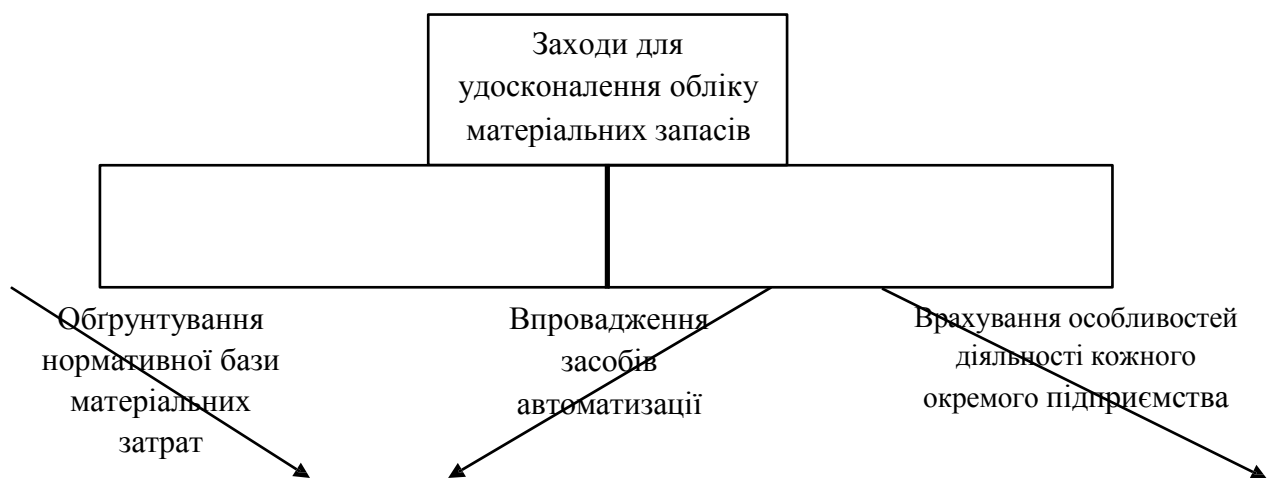 Заходи для
удосконалення обліку
матеріальних запасів
Обґрунтування
нормативної бази
матеріальних
затрат
Впровадження
засобів
автоматизації
Врахування особливостей
діяльності кожного
окремого підприємства